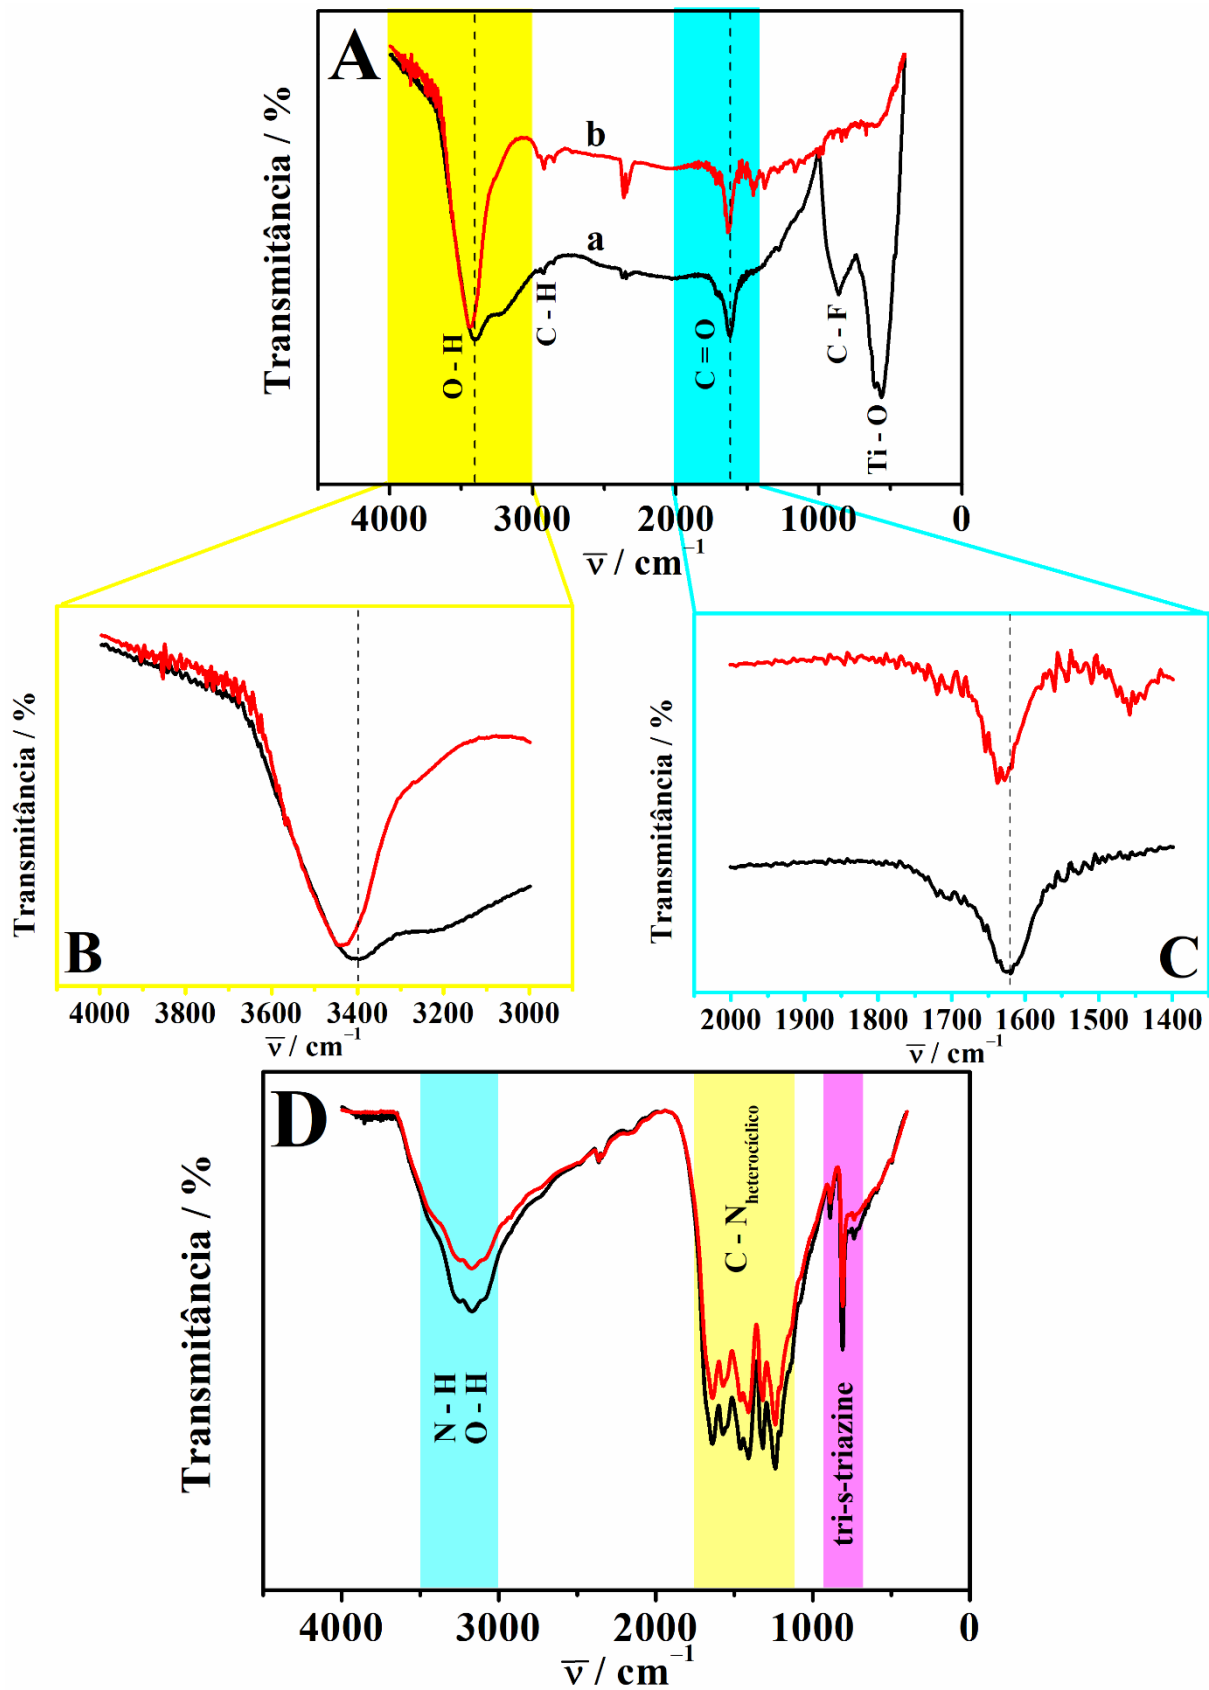 A
Transmitância / %
b
a
O - H
C - H
C = O
C - F
Ti - O
4000 3000 2000 1000 0
ν̅ / cm⁻¹
Transmitância / %
B
4000 3800 3600 3400 3200 3000
ν̅ / cm⁻¹
Transmitância / %
C
2000 1900 1800 1700 1600 1500 1400
ν̅ / cm⁻¹
D
Transmitância / %
N - H
O - H
C - N heterocíclico
tri-s-triazine
4000 3000 2000 1000 0
ν̅ / cm⁻¹